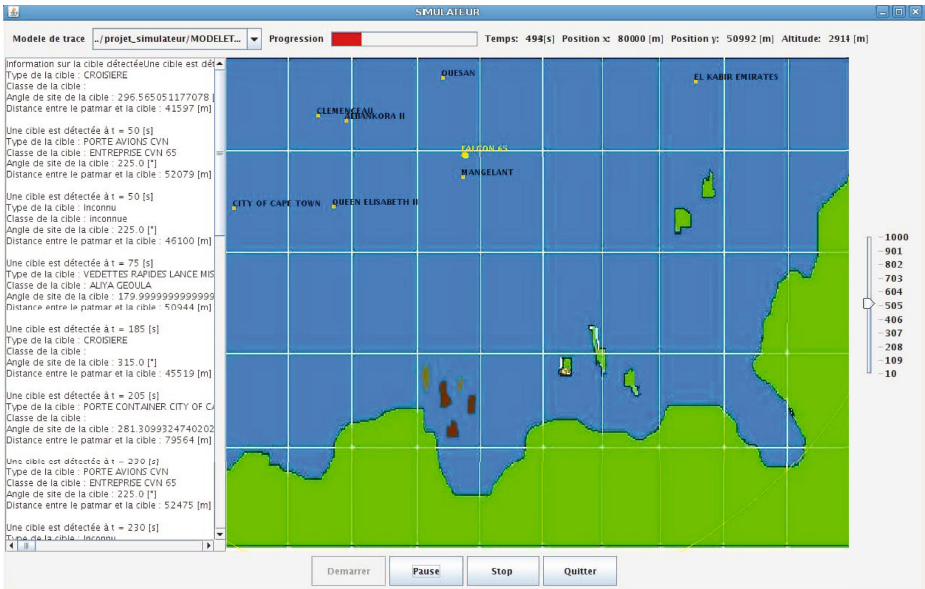 SIMULATEUR
Modele de trace ../projet_simulateur/MODELET... Progression Temps: 494[s] Position x: 80000 [m] Position y: 50992 [m] Altitude: 2914 [m]
Information sur la cible détectéeUne cible est dét
Type de la cible : CROISIERE
Classe de la cible :
Angle de site de la cible : 296.565051177078 [
Distance entre le patmar et la cible : 41597 [m]
Une cible est détectée à t = 50 [s]
Type de la cible : PORTE AVIONS CVN
Classe de la cible : ENTREPRISE CVN 65
Angle de site de la cible : 225.0 [°]
Distance entre le patmar et la cible : 52079 [m]
Une cible est détectée à t = 50 [s]
Type de la cible : Inconnu
Classe de la cible : inconnue
Angle de site de la cible : 225.0 [°]
Distance entre le patmar et la cible : 46100 [m]
Une cible est détectée à t = 75 [s]
Type de la cible : VEDETTES RAPIDES LANCE MIS
Classe de la cible : ALIYA GEOULA
Angle de site de la cible : 179.9999999999999
Distance entre le patmar et la cible : 50944 [m]
Une cible est détectée à t = 185 [s]
Type de la cible : CROISIERE
Classe de la cible :
Angle de site de la cible : 315.0 [°]
Distance entre le patmar et la cible : 45519 [m]
Une cible est détectée à t = 205 [s]
Type de la cible : PORTE CONTAINER CITY OF CA
Classe de la cible :
Angle de site de la cible : 281.3099324740202
Distance entre le patmar et la cible : 79564 [m]
Une cible est détectée à t = 230 [s]
Type de la cible : PORTE AVIONS CVN
Classe de la cible : ENTREPRISE CVN 65
Angle de site de la cible : 225.0 [°]
Distance entre le patmar et la cible : 52475 [m]
Une cible est détectée à t = 230 [s]
Type de la cible : Inconnu
OUESAN
EL KABIR EMIRATES
CLEMENCEAU
ALBANKORA II
FALCON 65
MANGELANT
CITY OF CAPE TOWN
QUEEN ELISABETH II
1000
901
802
703
604
505
406
307
208
109
10
Demarrer Pause Stop Quitter